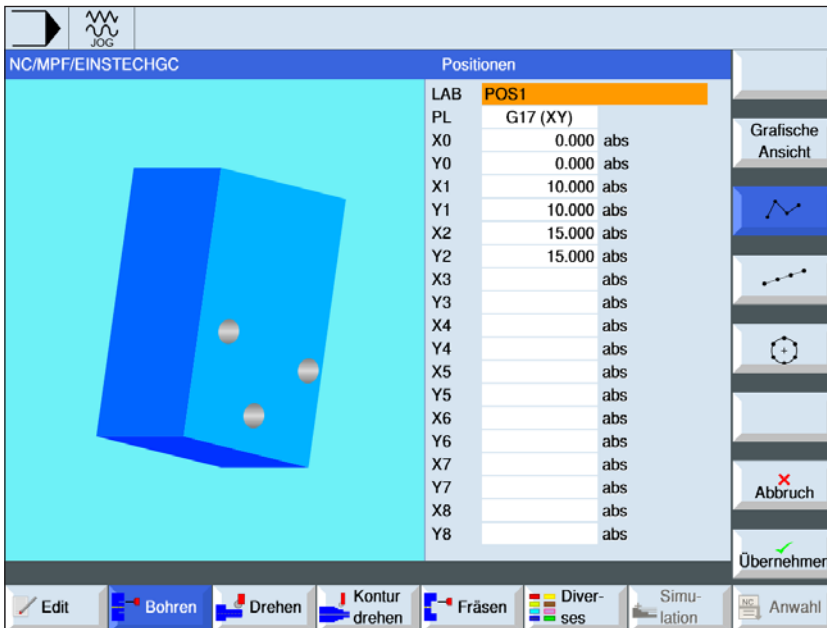 JOG
NC/MPF/EINSTECHGC
Positionen
LAB POS1
PL G17 (XY)
X0 0.000 abs
Y0 0.000 abs
X1 10.000 abs
Y1 10.000 abs
X2 15.000 abs
Y2 15.000 abs
X3 abs
Y3 abs
X4 abs
Y4 abs
X5 abs
Y5 abs
X6 abs
Y6 abs
X7 abs
Y7 abs
X8 abs
Y8 abs
Grafische
Ansicht
Abbruch
Übernehmen
Edit
Bohren
Drehen
Kontur
drehen
Fräsen
Diver-
ses
Simu-
lation
NC
Anwahl